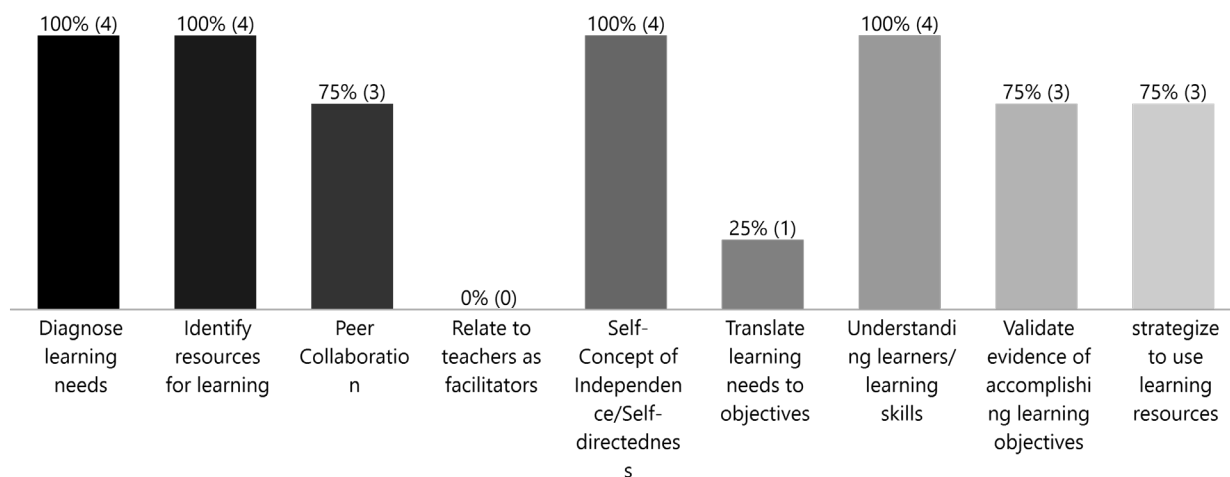 100% (4)
100% (4)
75% (3)
0% (0)
100% (4)
25% (1)
100% (4)
75% (3)
75% (3)
Diagnose
learning
needs
Identify
resources
for learning
Peer
Collaboratio
n
Relate to
teachers as
facilitators
Self-
Concept of
Independen
ce/Self-
directednes
s
Translate
learning
needs to
objectives
Understandi
ng learners/
learning
skills
Validate
evidence of
accomplishi
ng learning
objectives
strategize
to use
learning
resources